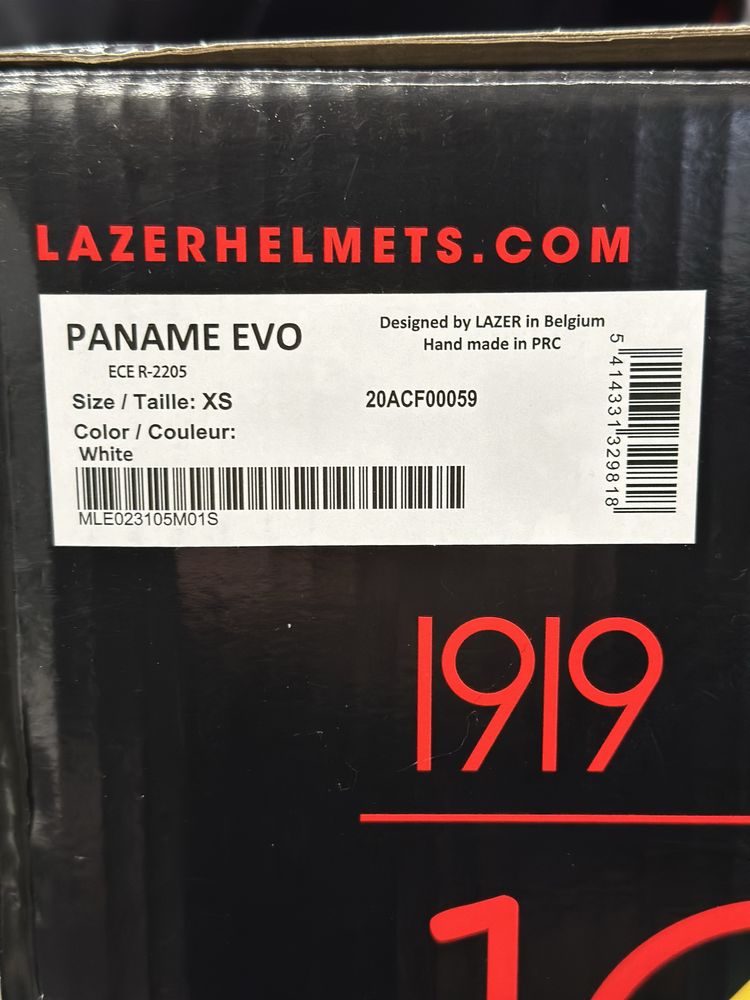 LAZERHELMETS.COM
PANAME EVO
ECE R-2205
Size / Taille: XS
Color / Couleur:
White
MLE023105M01S
Designed by LAZER in Belgium
Hand made in PRC
20ACF00059
5 414331 329818
1919